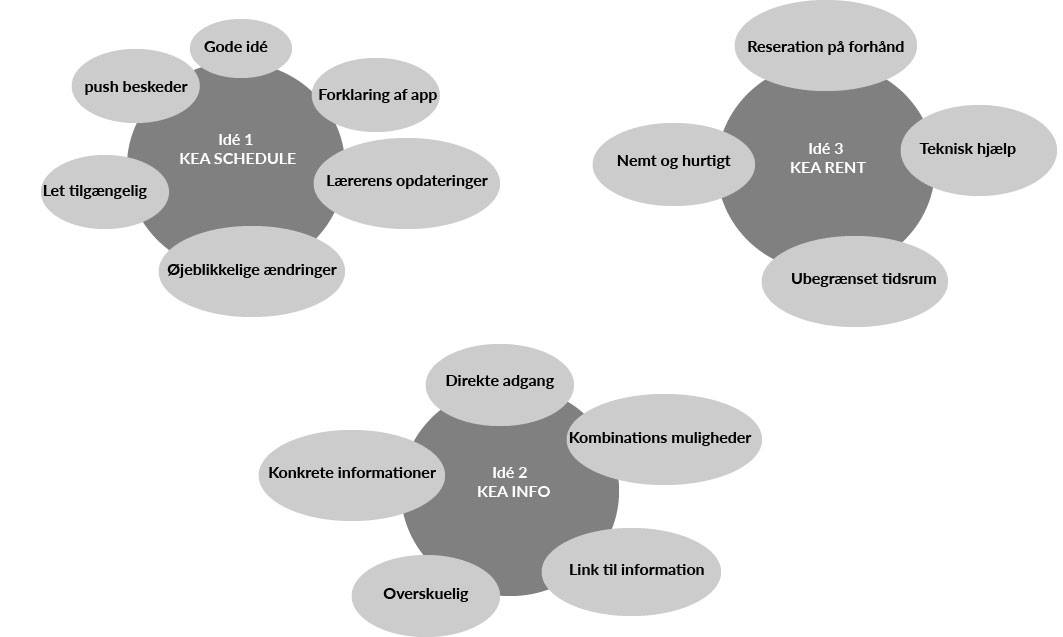 Gode idé
push beskeder
Forklaring af app
Idé 1
KEA SCHEDULE
Let tilgængelig
Lærerens opdateringer
Øjeblikkelige ændringer
Reseration på forhånd
Nemt og hurtigt
Idé 3
KEA RENT
Teknisk hjælp
Ubegrænset tidsrum
Direkte adgang
Kombinations muligheder
Konkrete informationer
Idé 2
KEA INFO
Link til information
Overskuelig